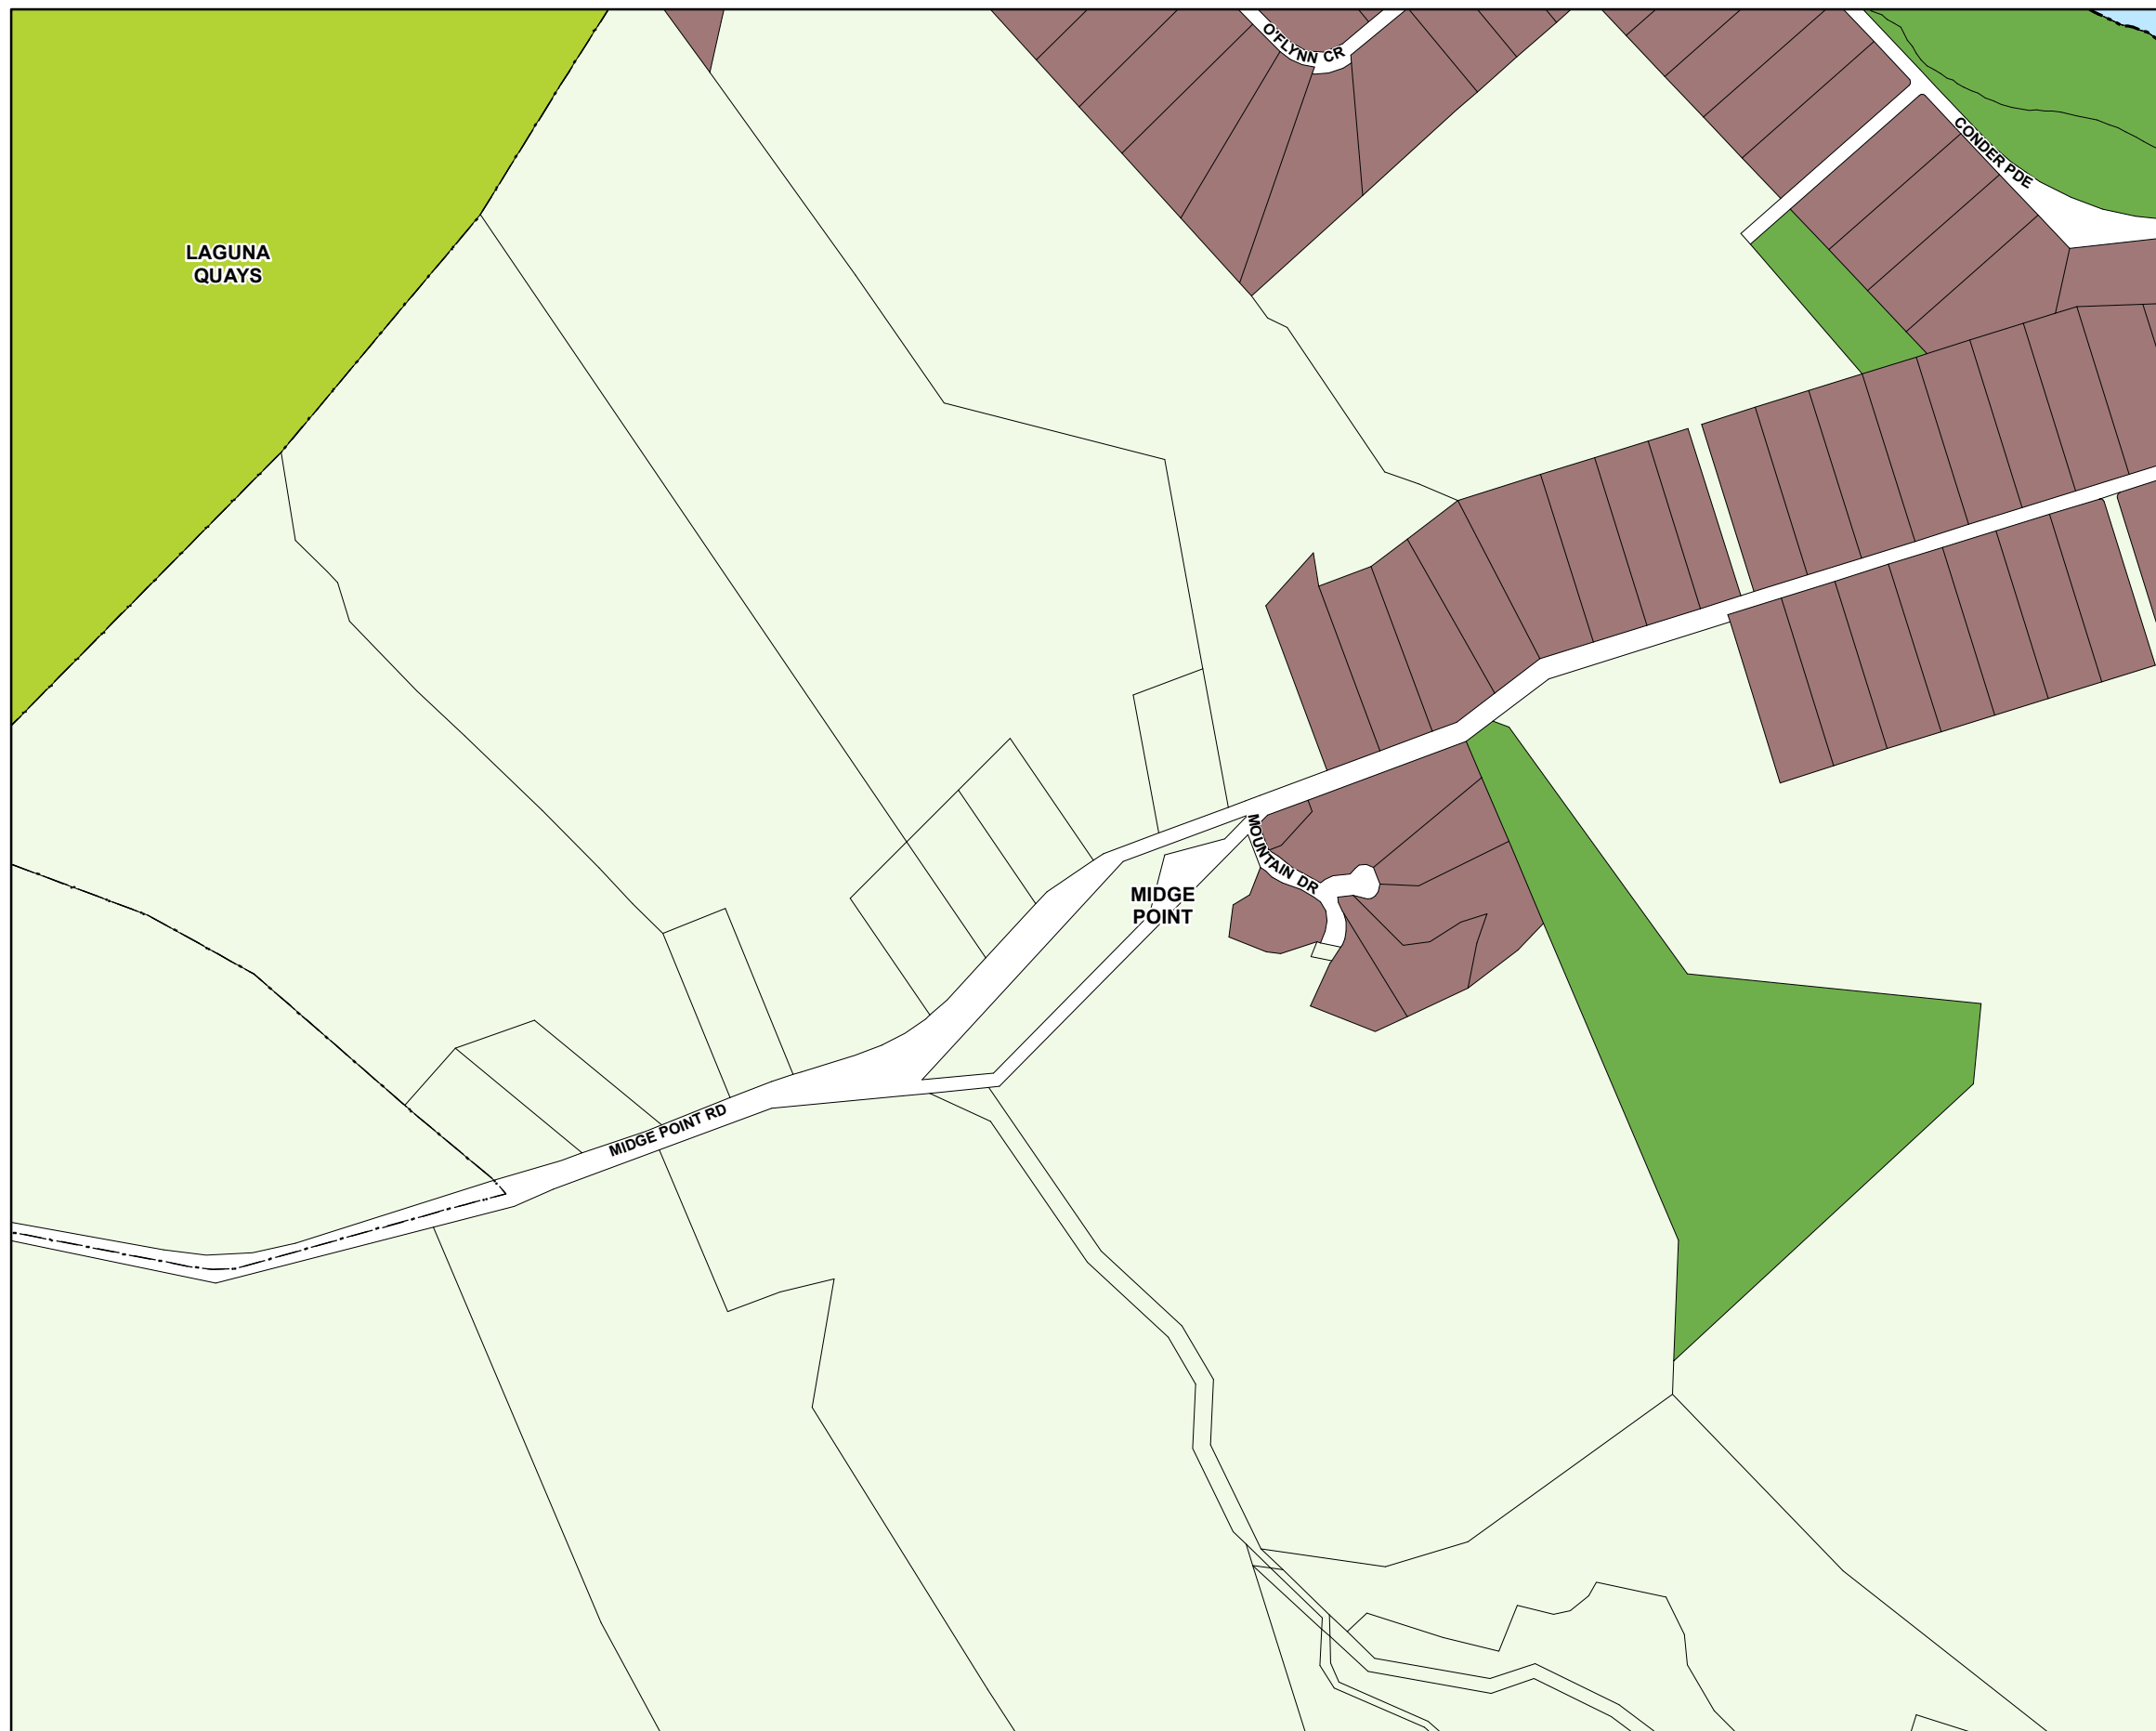 O'FLYNN CR
CONDER PDE
LAGUNA
QUAYS
MOUNTAIN DR
MIDGE
POINT
MIDGE POINT RD